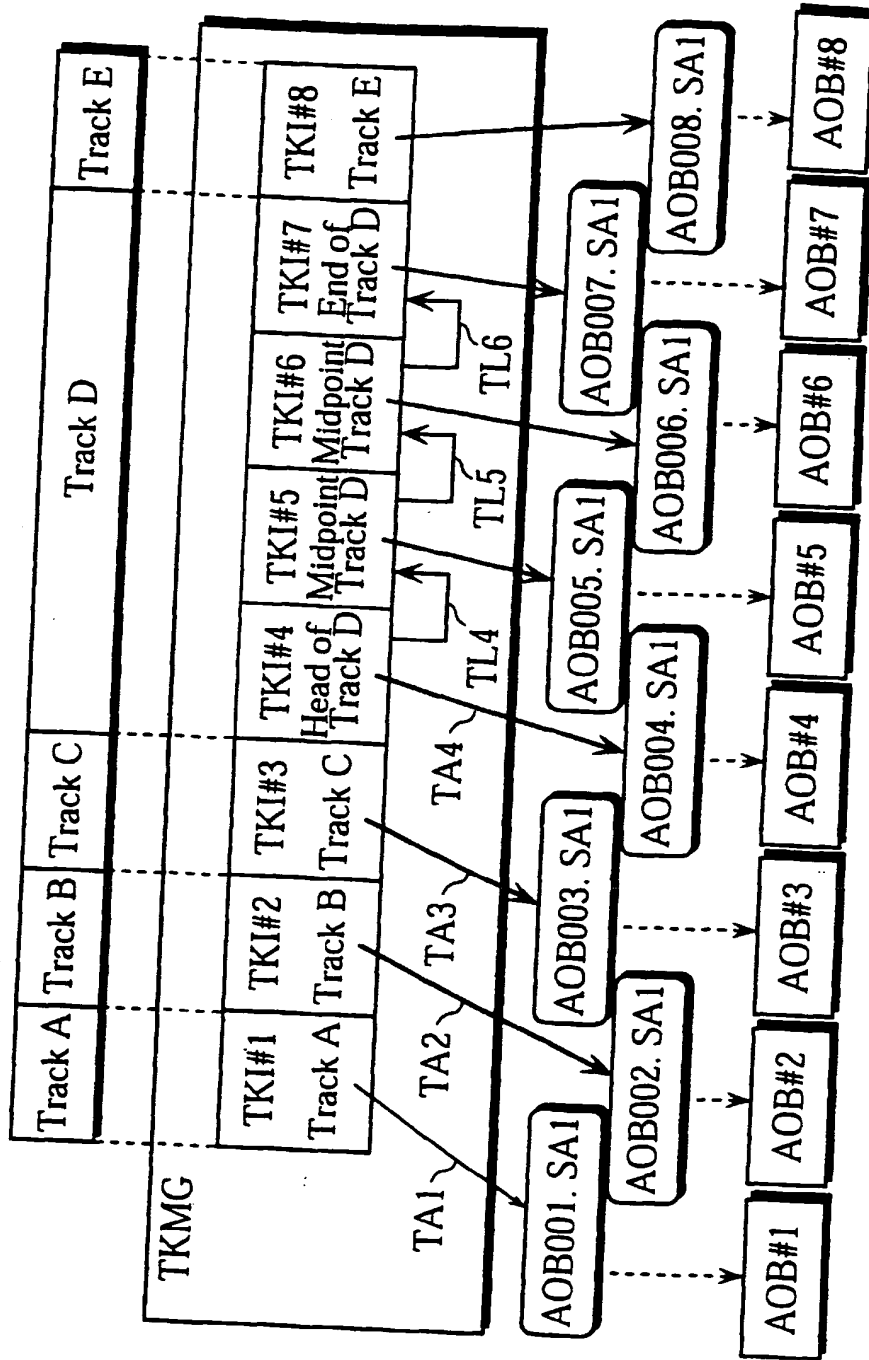 Track A
Track B
Track C
Track D
Track E
TKMG
TKI#1
Track A
TKI#2
Track B
TKI#3
Track C
TKI#4
Head of
Track D
TKI#5
Midpoint
Track D
TKI#6
Midpoint
Track D
TKI#7
End of
Track D
TKI#8
Track E
TA1
TA2
TA3
TA4
TL4
TL5
TL6
AOB001. SA1
AOB002. SA1
AOB003. SA1
AOB004. SA1
AOB005. SA1
AOB006. SA1
AOB007. SA1
AOB008. SA1
AOB#1
AOB#2
AOB#3
AOB#4
AOB#5
AOB#6
AOB#7
AOB#8